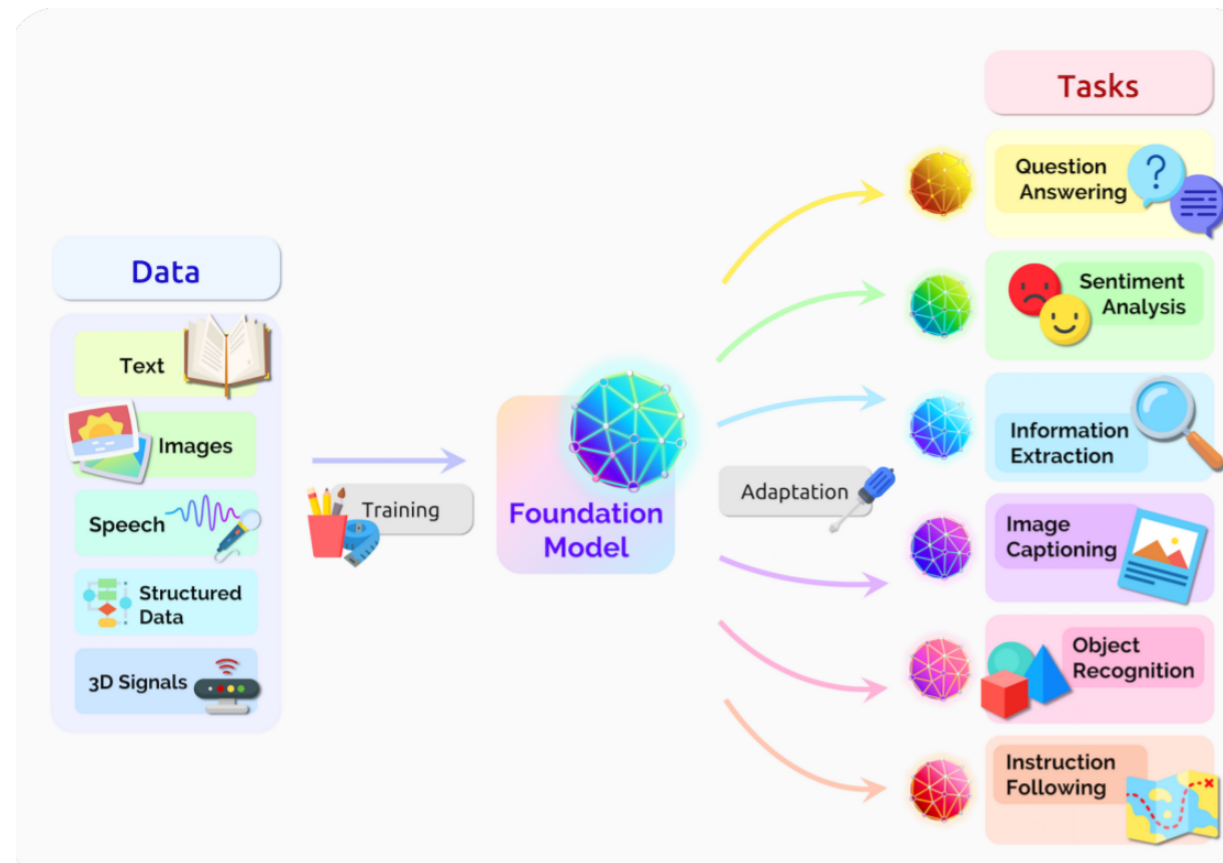 Data
Text
Images
Speech
Structured
Data
3D Signals
Training
Foundation
Model
Adaptation
Tasks
Question
Answering
?
Sentiment
Analysis
Information
Extraction
Image
Captioning
Object
Recognition
Instruction
Following